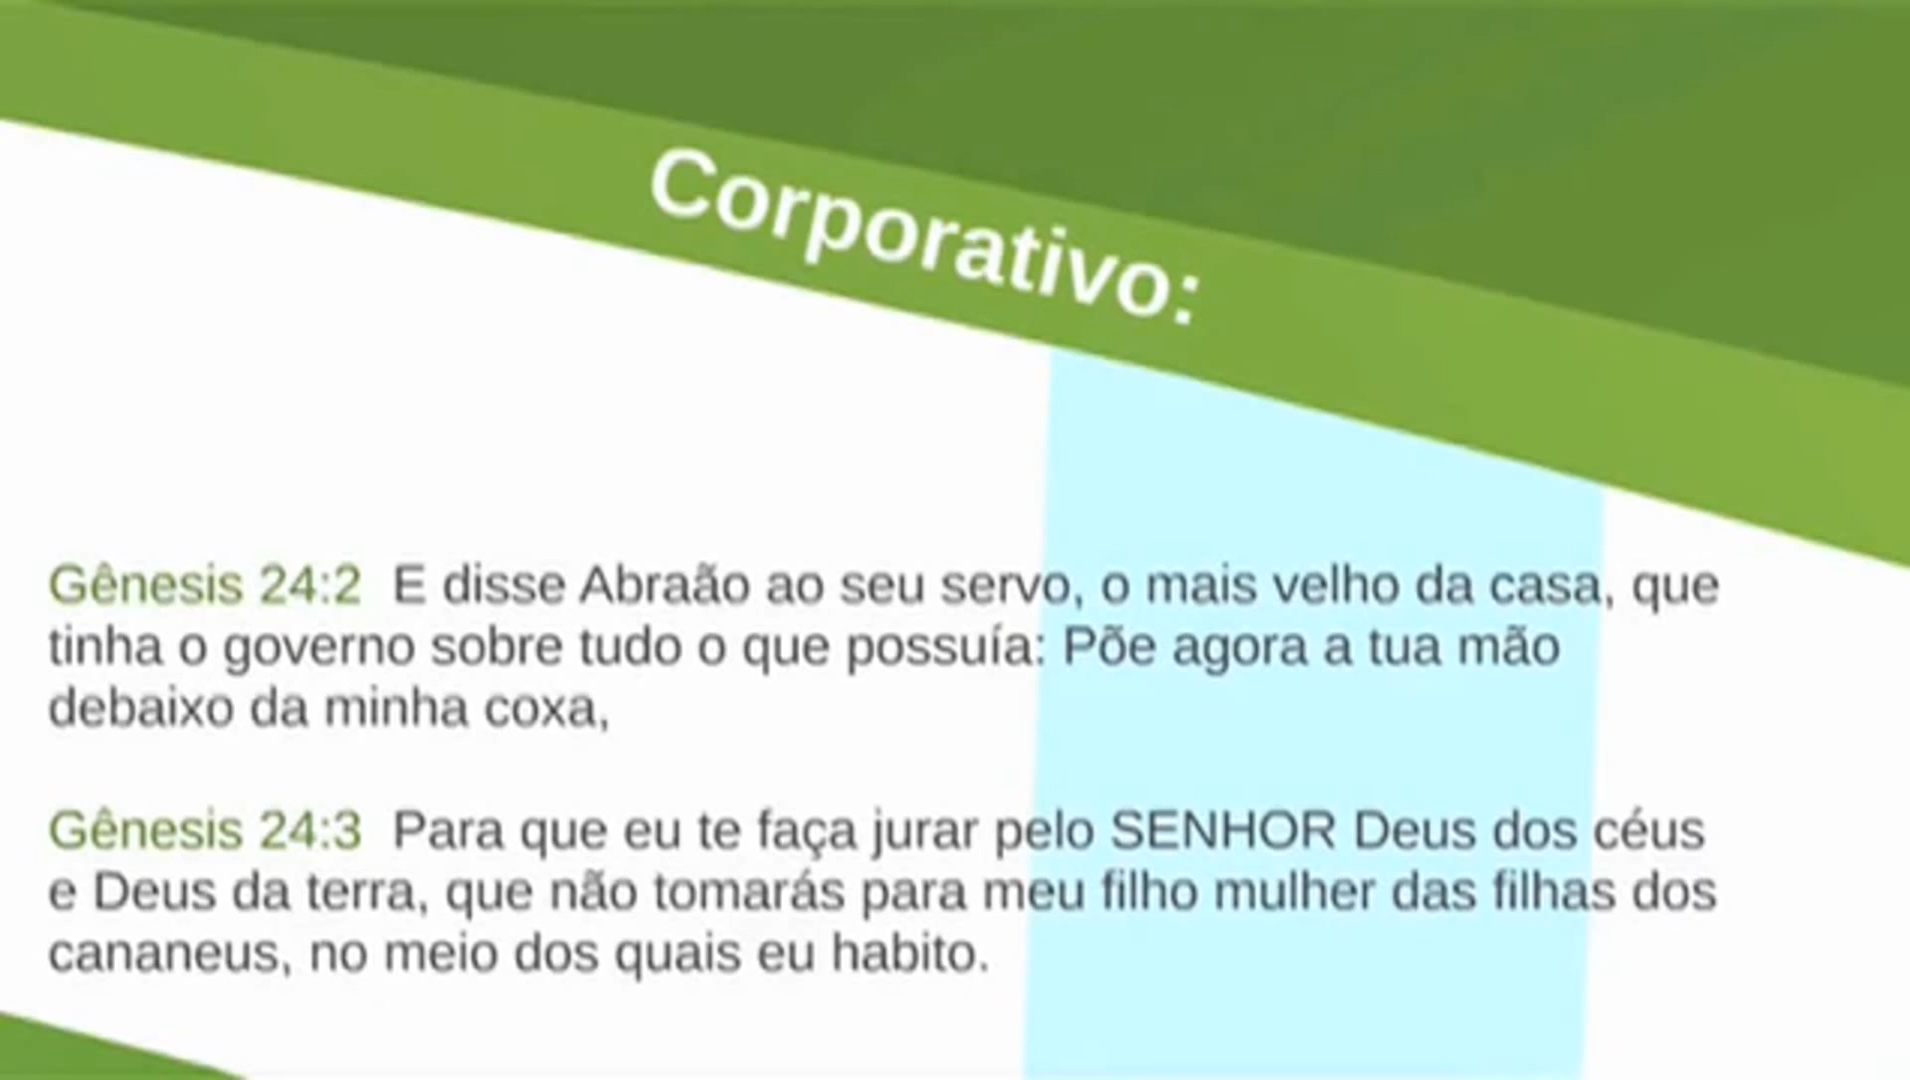 Corporativo:
Gênesis 24:2 E disse Abraão ao seu servo, o mais velho da casa, que
tinha o governo sobre tudo o que possuía: Põe agora a tua mão
debaixo da minha coxa,
Gênesis 24:3 Para que eu te faça jurar pelo SENHOR Deus dos céus
e Deus da terra, que não tomarás para meu filho mulher das filhas dos
cananeus, no meio dos quais eu habito.